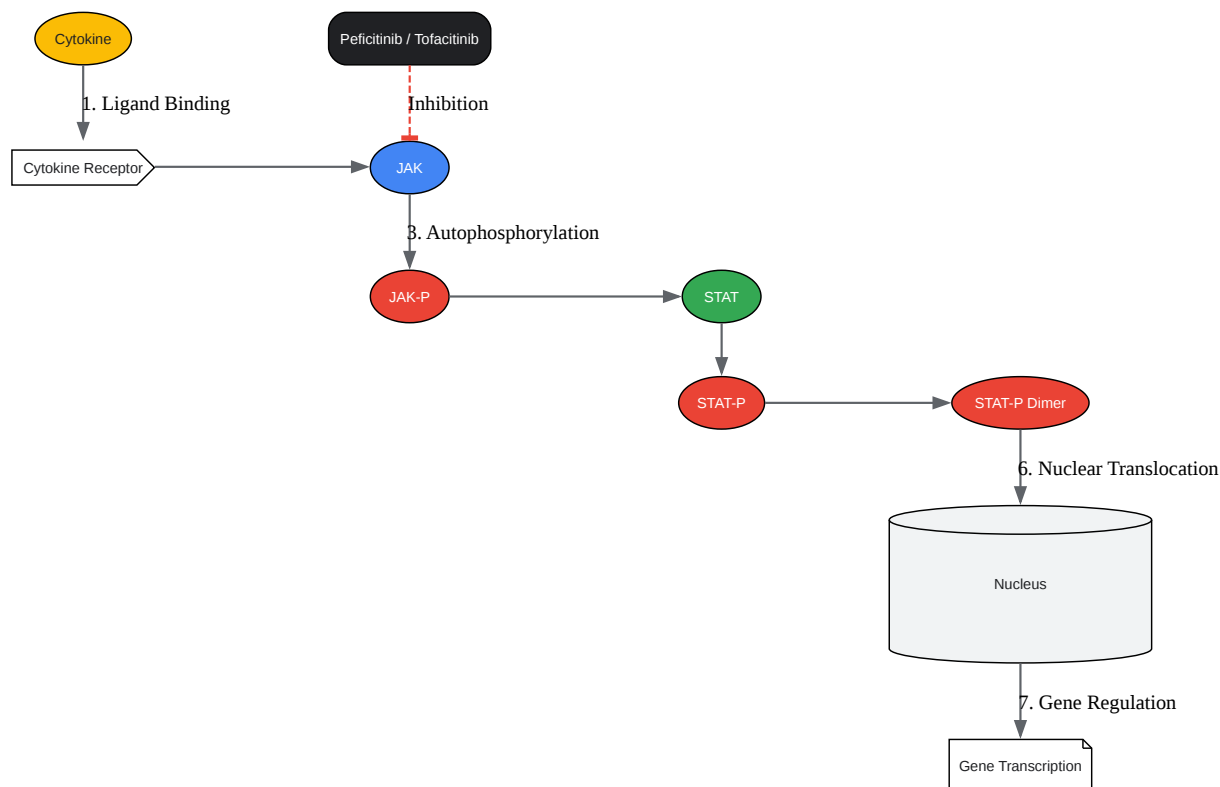 Cytokine
Peficitinib / Tofacitinib
1. Ligand Binding
Inhibition
Cytokine Receptor
JAK
3. Autophosphorylation
JAK-P
STAT
STAT-P
STAT-P Dimer
6. Nuclear Translocation
Nucleus
7. Gene Regulation
Gene Transcription